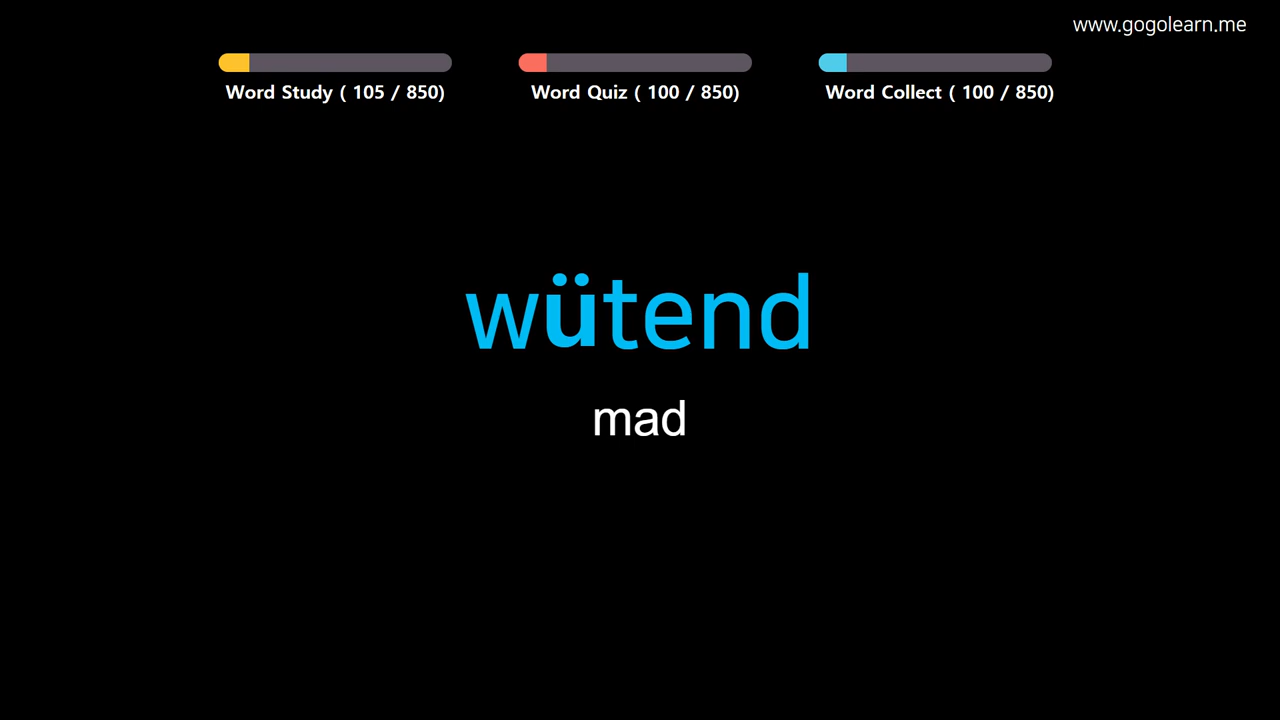 www.gogolearn.me
Word Study ( 105 / 850)
Word Quiz ( 100 / 850)
Word Collect ( 100 / 850)
wütend
mad